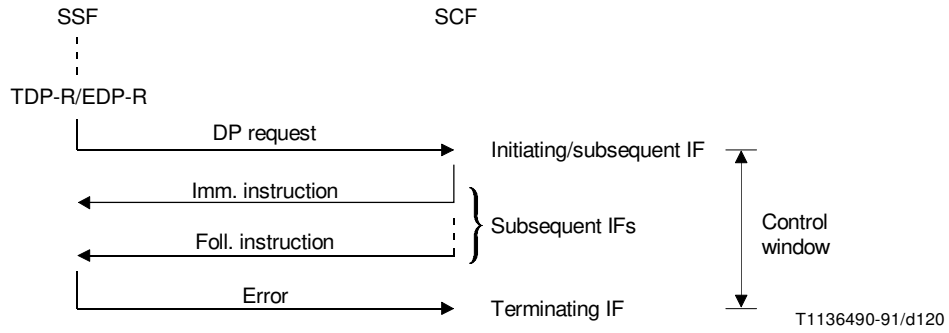 SSF
SCF
TDP-R/EDP-R
DP request
Initiating/subsequent IF
Imm. instruction
Subsequent IFs
Control
window
Foll. instruction
Error
Terminating IF
T1136490-91/d120